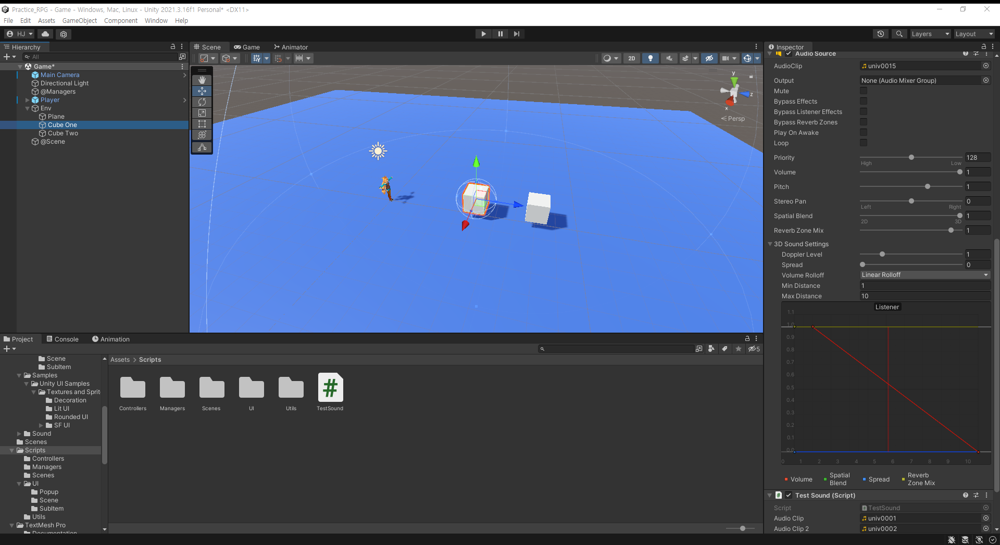 Practice_RPG - Game - Windows, Mac, Linux - Unity 2021.3.16f1 Personal* <DX11>
File Edit Assets GameObject Component Window Help
HJ
Layers Layout
Hierarchy
All
Game*
Main Camera
Directional Light
@Managers
Player
Env
Plane
Cube One
Cube Two
@Scene
Scene Game Animator
2D
y
z
x
Persp
Inspector
Audio Source
AudioClip univ0015
Output None (Audio Mixer Group)
Mute
Bypass Effects
Bypass Listener Effects
Bypass Reverb Zones
Play On Awake
Loop
Priority 128
High Low
Volume 1
Pitch 1
Stereo Pan 0
Left Right
Spatial Blend 1
2D 3D
Reverb Zone Mix 1
3D Sound Settings
Doppler Level 1
Spread 0
Volume Rolloff Linear Rolloff
Min Distance 1
Max Distance 10
Listener
1.1
1.0
0.9
0.8
0.7
0.6
0.5
0.4
0.3
0.2
0.1
0.0
0 1 2 3 4 5 6 7 8 9 10
Volume Spatial Blend Spread Reverb Zone Mix
Test Sound (Script)
Script TestSound
Audio Clip univ0001
Audio Clip 2 univ0002
Project Console Animation
5
Scene
SubItem
Samples
Unity UI Samples
Textures and Sprit
Decoration
Lit UI
Rounded UI
SF UI
Sound
Scenes
Scripts
Controllers
Managers
Scenes
UI
Popup
Scene
SubItem
Utils
TextMesh Pro
Documentation
Assets > Scripts
Controllers Managers Scenes UI Utils TestSound
#